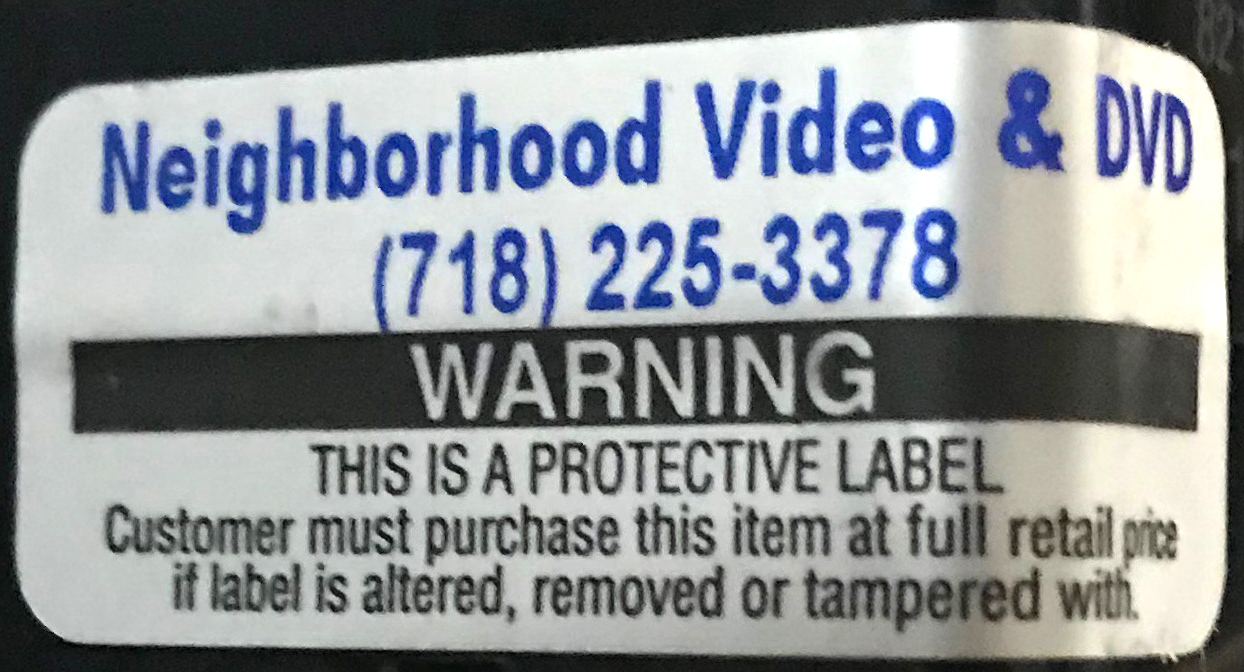 Neighborhood Video & DVD
(718) 225-3378
WARNING
THIS IS A PROTECTIVE LABEL
Customer must purchase this item at full retail price
if label is altered, removed or tampered with.